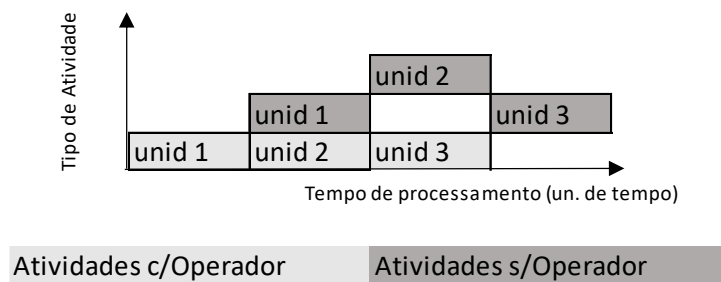 Tipo de Atividade
unid 2
unid 1
unid 3
unid 1
unid 2
unid 3
Tempo de processamento (un. de tempo)
Atividades c/Operador
Atividades s/Operador